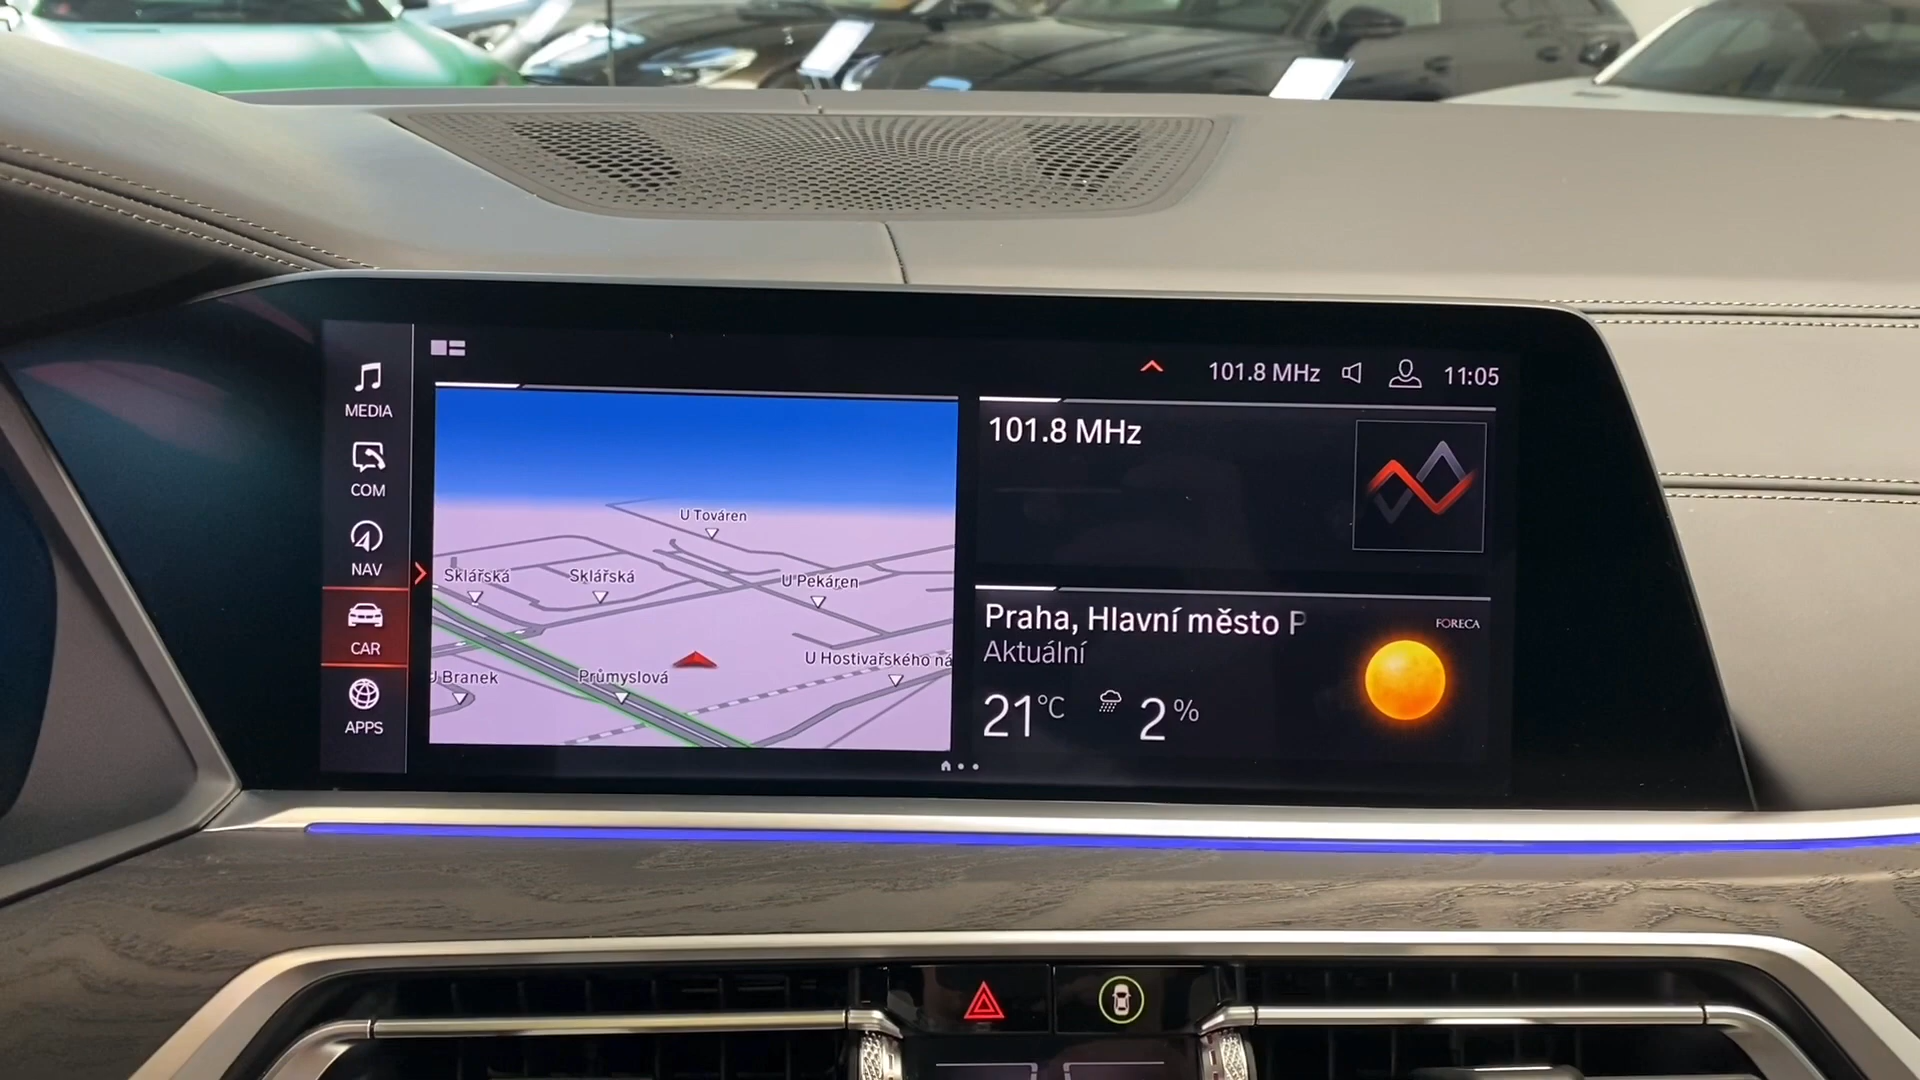 MEDIA
COM
NAV
CAR
APPS
101.8 MHz
11:05
U Továren
Sklářská
Sklářská
U Pekáren
U Hostivařského ná
U Branek
Průmyslová
101.8 MHz
Praha, Hlavní město P
FORECA
Aktuální
21°C
2%